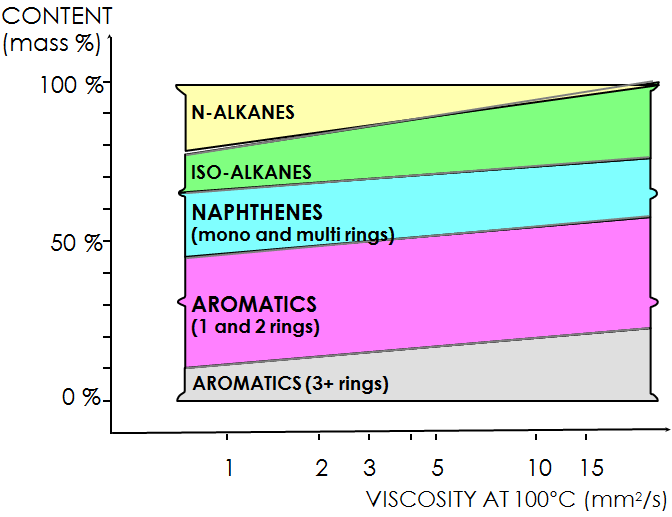 CONTENT
(mass %)
100 %
N-ALKANES
ISO-ALKANES
NAPHTHENES
(mono and multi rings)
50 %
AROMATICS
(1 and 2 rings)
AROMATICS (3+ rings)
0 %
1 2 3 5 10 15
VISCOSITY AT 100°C (mm²/s)